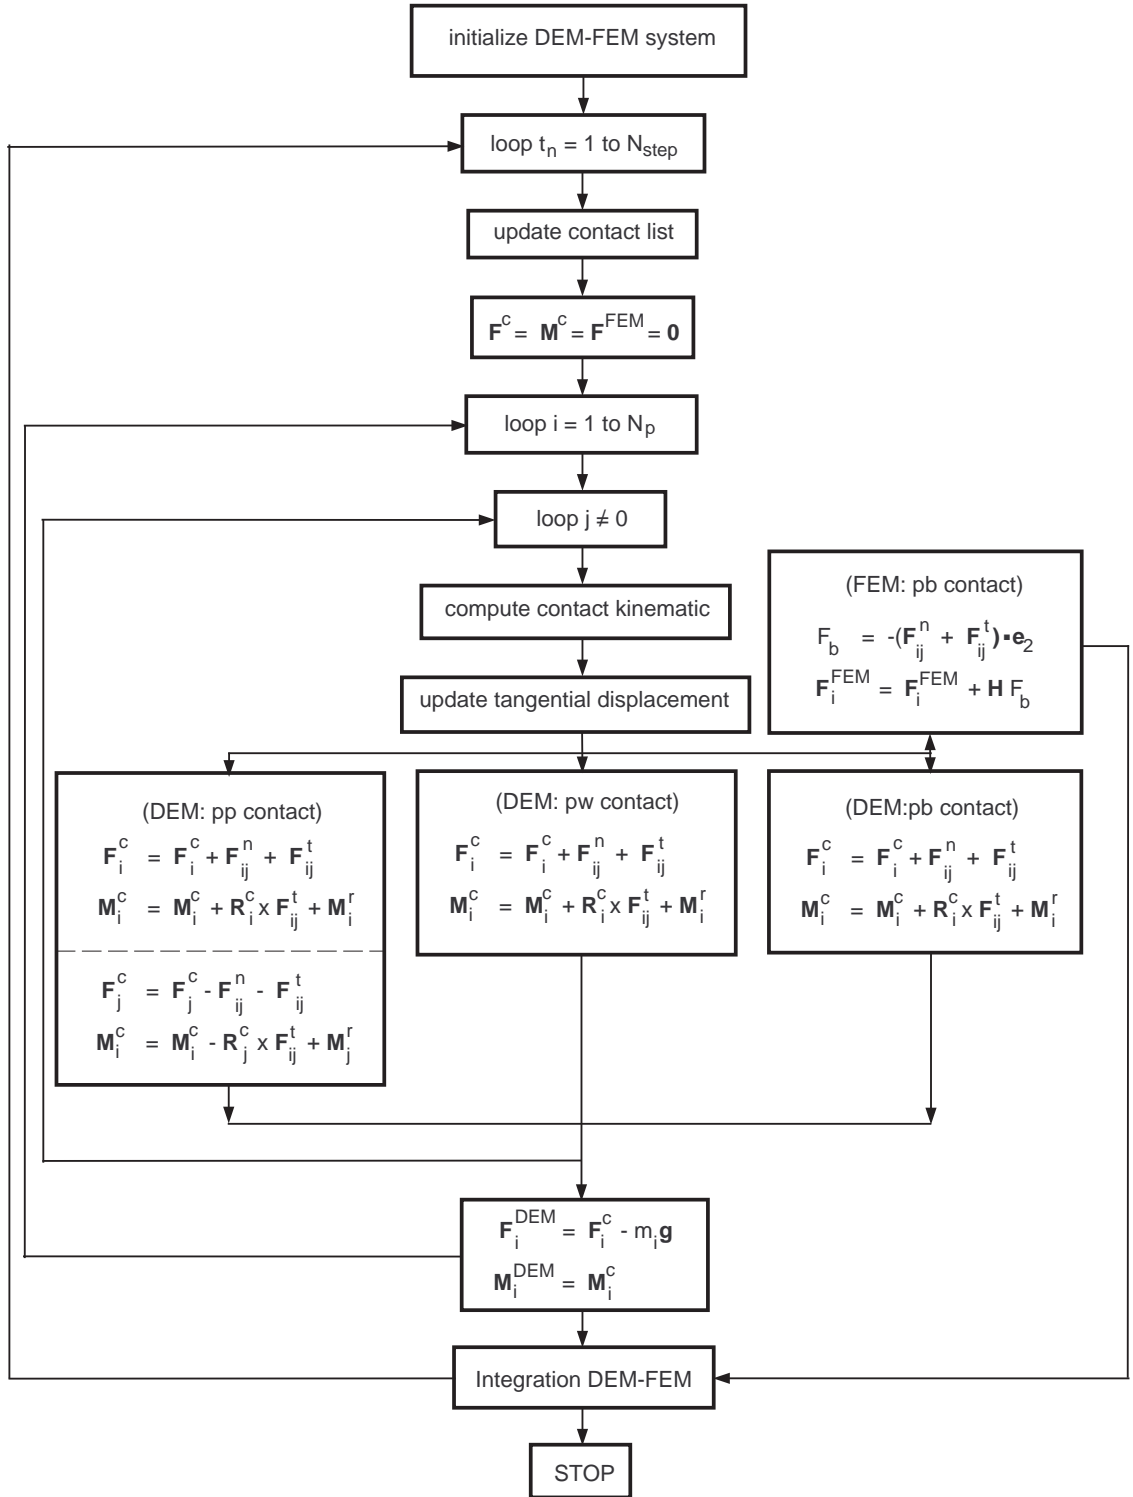 initialize DEM-FEM system
loop t_n = 1 to N_step
update contact list
F^c = M^c = F^FEM = 0
loop i = 1 to N_p
loop j ≠ 0
compute contact kinematic
update tangential displacement
(FEM: pb contact)
F_b = -(F_ij^n + F_ij^t)▪e_2
F_i^FEM = F_i^FEM + H F_b
(DEM: pp contact)
F_i^c = F_i^c + F_ij^n + F_ij^t
M_i^c = M_i^c + R_i^c x F_ij^t + M_i^r
F_j^c = F_j^c - F_ij^n - F_ij^t
M_i^c = M_i^c - R_j^c x F_ij^t + M_j^r
(DEM: pw contact)
F_i^c = F_i^c + F_ij^n + F_ij^t
M_i^c = M_i^c + R_i^c x F_ij^t + M_i^r
(DEM:pb contact)
F_i^c = F_i^c + F_ij^n + F_ij^t
M_i^c = M_i^c + R_i^c x F_ij^t + M_i^r
F_i^DEM = F_i^c - m_i g
M_i^DEM = M_i^c
Integration DEM-FEM
STOP